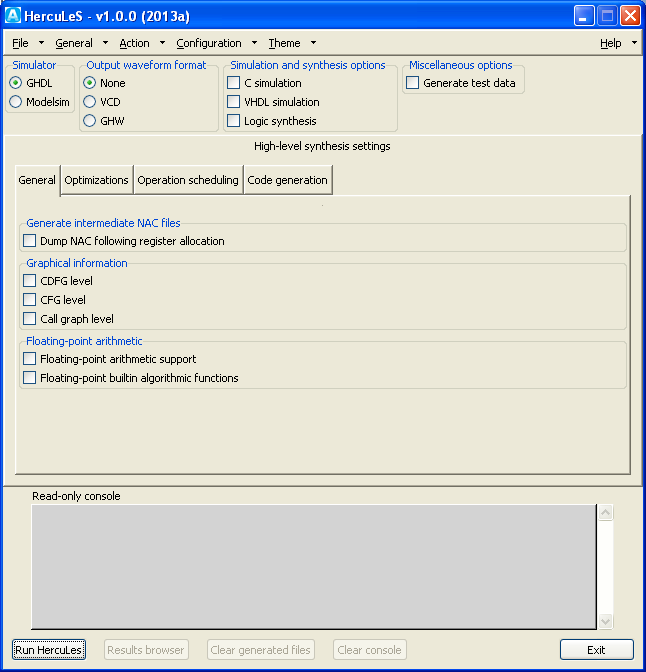 HercuLeS - v1.0.0 (2013a)
File General Action Configuration Theme Help
Simulator Output waveform format Simulation and synthesis options Miscellaneous options
GHDL None C simulation Generate test data
Modelsim VCD VHDL simulation
GHW Logic synthesis
High-level synthesis settings
General Optimizations Operation scheduling Code generation
Generate intermediate NAC files
Dump NAC following register allocation
Graphical information
CDFG level
CFG level
Call graph level
Floating-point arithmetic
Floating-point arithmetic support
Floating-point builtin algorithmic functions
Read-only console
Run HercuLes Results browser Clear generated files Clear console Exit